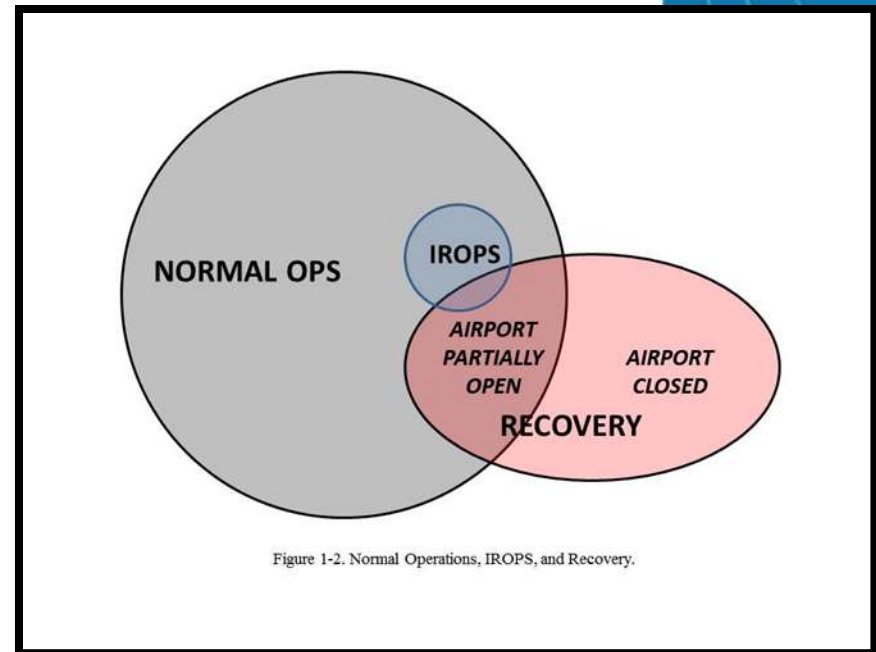 NORMAL OPS
IROPS
AIRPORT
PARTIALLY
OPEN
AIRPORT
CLOSED
RECOVERY
Figure 1-2. Normal Operations, IROPS, and Recovery.